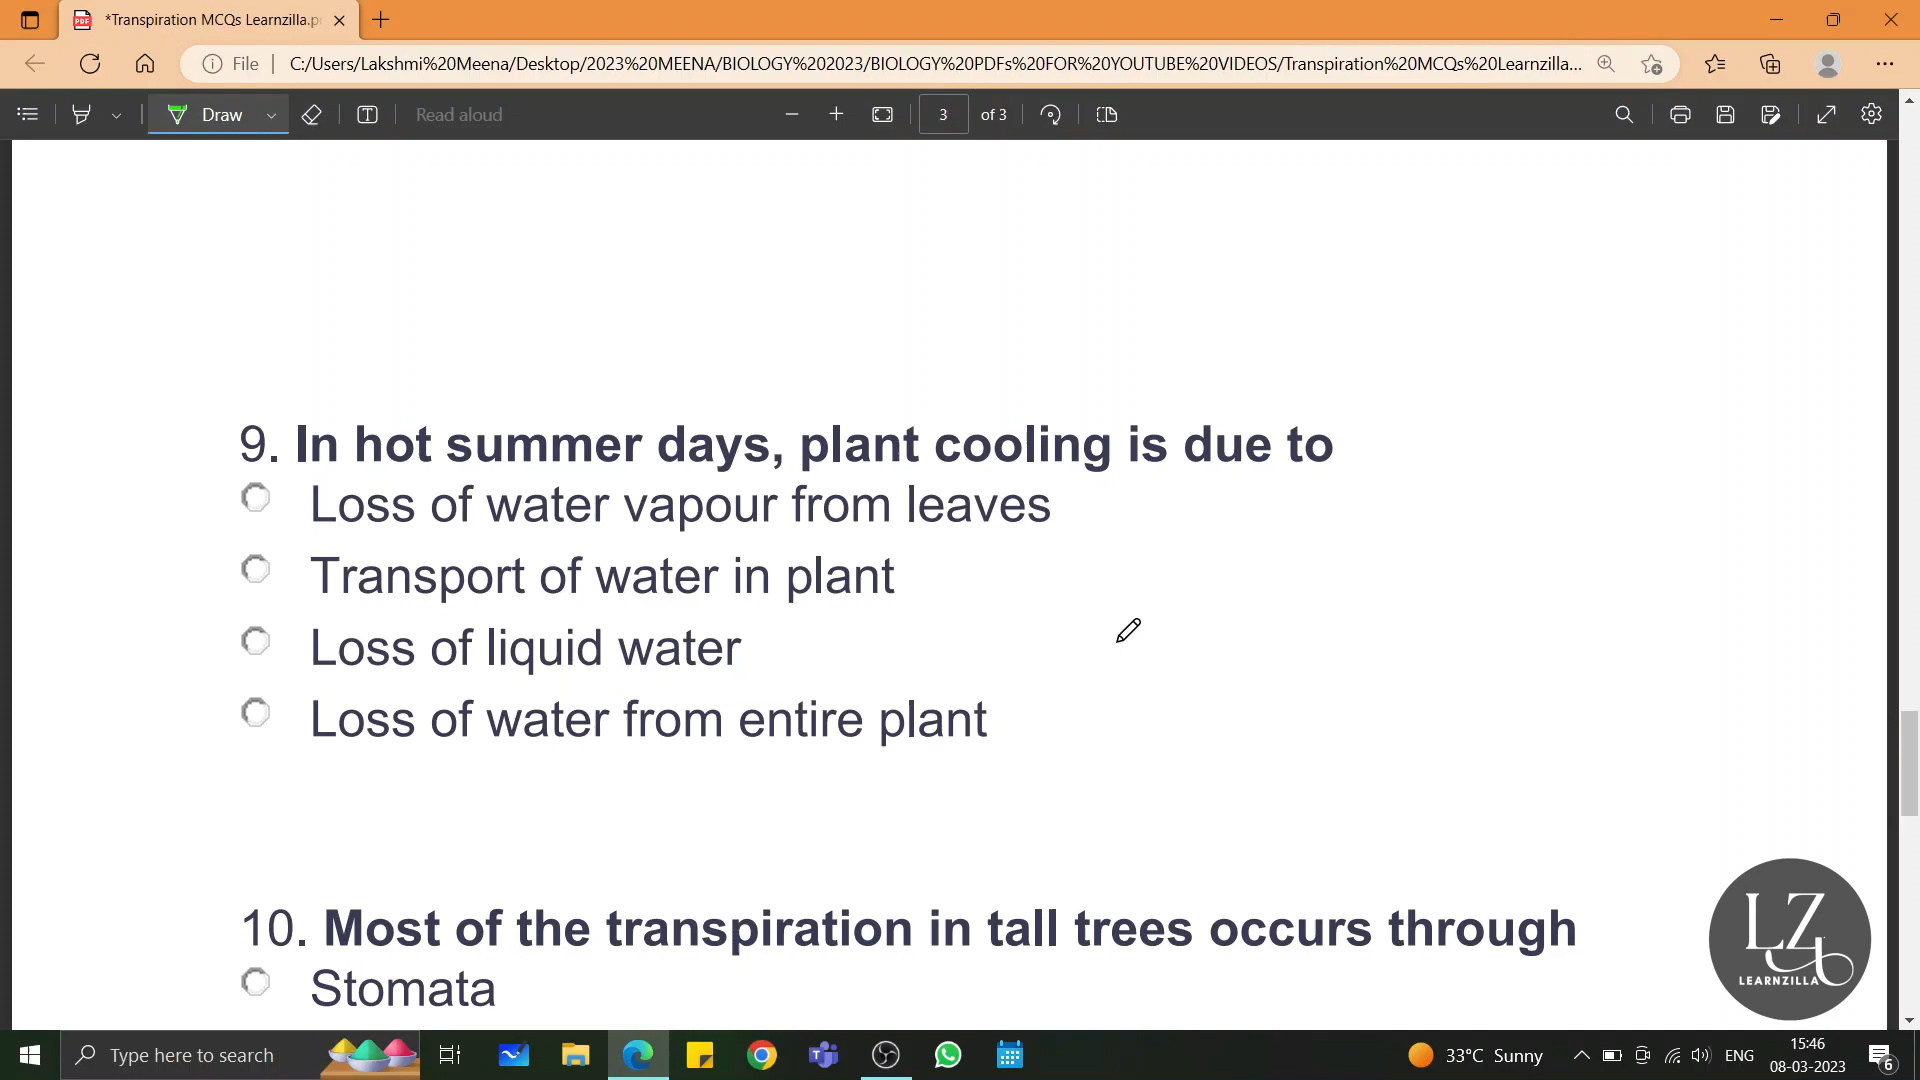 *Transpiration MCQs Learnzilla.p
File
C:/Users/Lakshmi%20Meena/Desktop/2023%20MEENA/BIOLOGY%202023/BIOLOGY%20PDFs%20FOR%20YOUTUBE%20VIDEOS/Transpiration%20MCQs%20Learnzilla...
Draw
Read aloud
3
of 3
9. In hot summer days, plant cooling is due to
Loss of water vapour from leaves
Transport of water in plant
Loss of liquid water
Loss of water from entire plant
10. Most of the transpiration in tall trees occurs through
Stomata
LZ
LEARNZILLA
Type here to search
33°C Sunny
ENG
15:46
08-03-2023
6